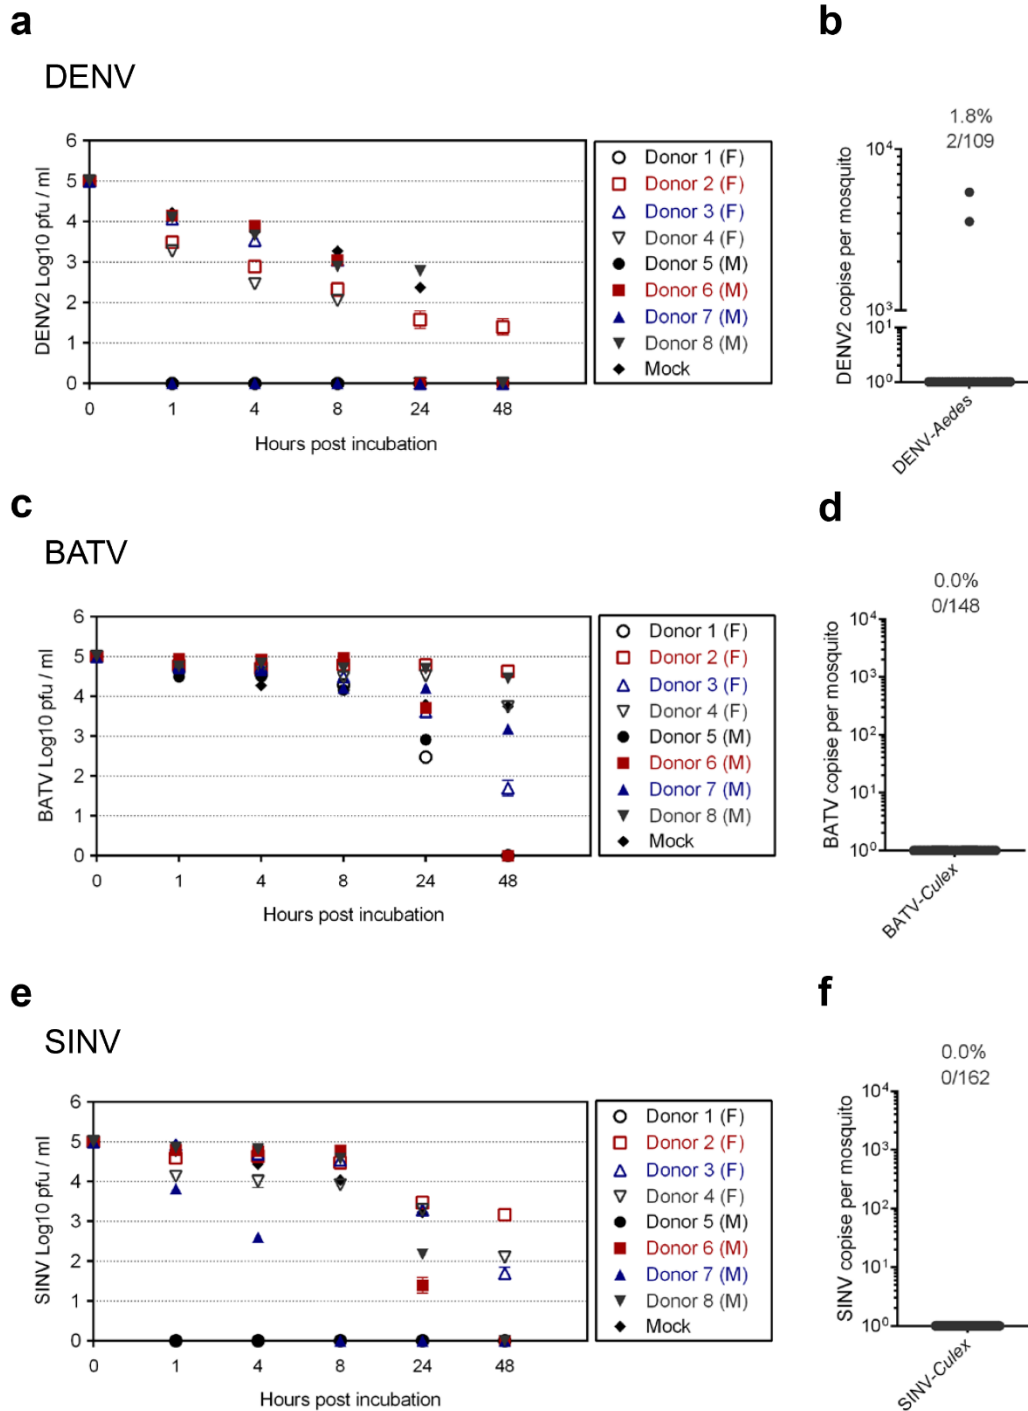 a
DENV
6
5
4
3
2
1
0
DENV2 Log10 pfu / ml
0 1 4 8 24 48
Hours post incubation
Donor 1 (F)
Donor 2 (F)
Donor 3 (F)
Donor 4 (F)
Donor 5 (M)
Donor 6 (M)
Donor 7 (M)
Donor 8 (M)
Mock
b
1.8%
2/109
10⁴
10³
10¹
10⁰
DENV2 copise per mosquito
DENV-Aedes
c
BATV
6
5
4
3
2
1
0
BATV Log10 pfu / ml
0 1 4 8 24 48
Hours post incubation
Donor 1 (F)
Donor 2 (F)
Donor 3 (F)
Donor 4 (F)
Donor 5 (M)
Donor 6 (M)
Donor 7 (M)
Donor 8 (M)
Mock
d
0.0%
0/148
10⁴
10³
10²
10¹
10⁰
BATV copise per mosquito
BATV-Culex
e
SINV
6
5
4
3
2
1
0
SINV Log10 pfu / ml
0 1 4 8 24 48
Hours post incubation
Donor 1 (F)
Donor 2 (F)
Donor 3 (F)
Donor 4 (F)
Donor 5 (M)
Donor 6 (M)
Donor 7 (M)
Donor 8 (M)
Mock
f
0.0%
0/162
10⁴
10³
10²
10¹
10⁰
SINV copise per mosquito
SINV-Culex